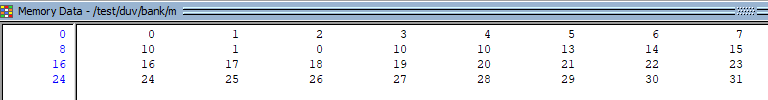 Memory Data - /test/duv/bank/m
0 0 1 2 3 4 5 6 7
8 10 1 0 10 10 13 14 15
16 16 17 18 19 20 21 22 23
24 24 25 26 27 28 29 30 31